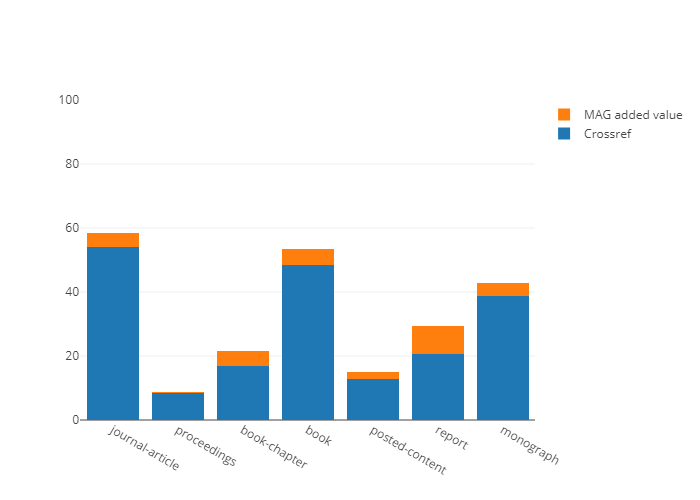 100
80
60
40
20
0
journal-article
proceedings
book-chapter
book
posted-content
report
monograph
MAG added value
Crossref